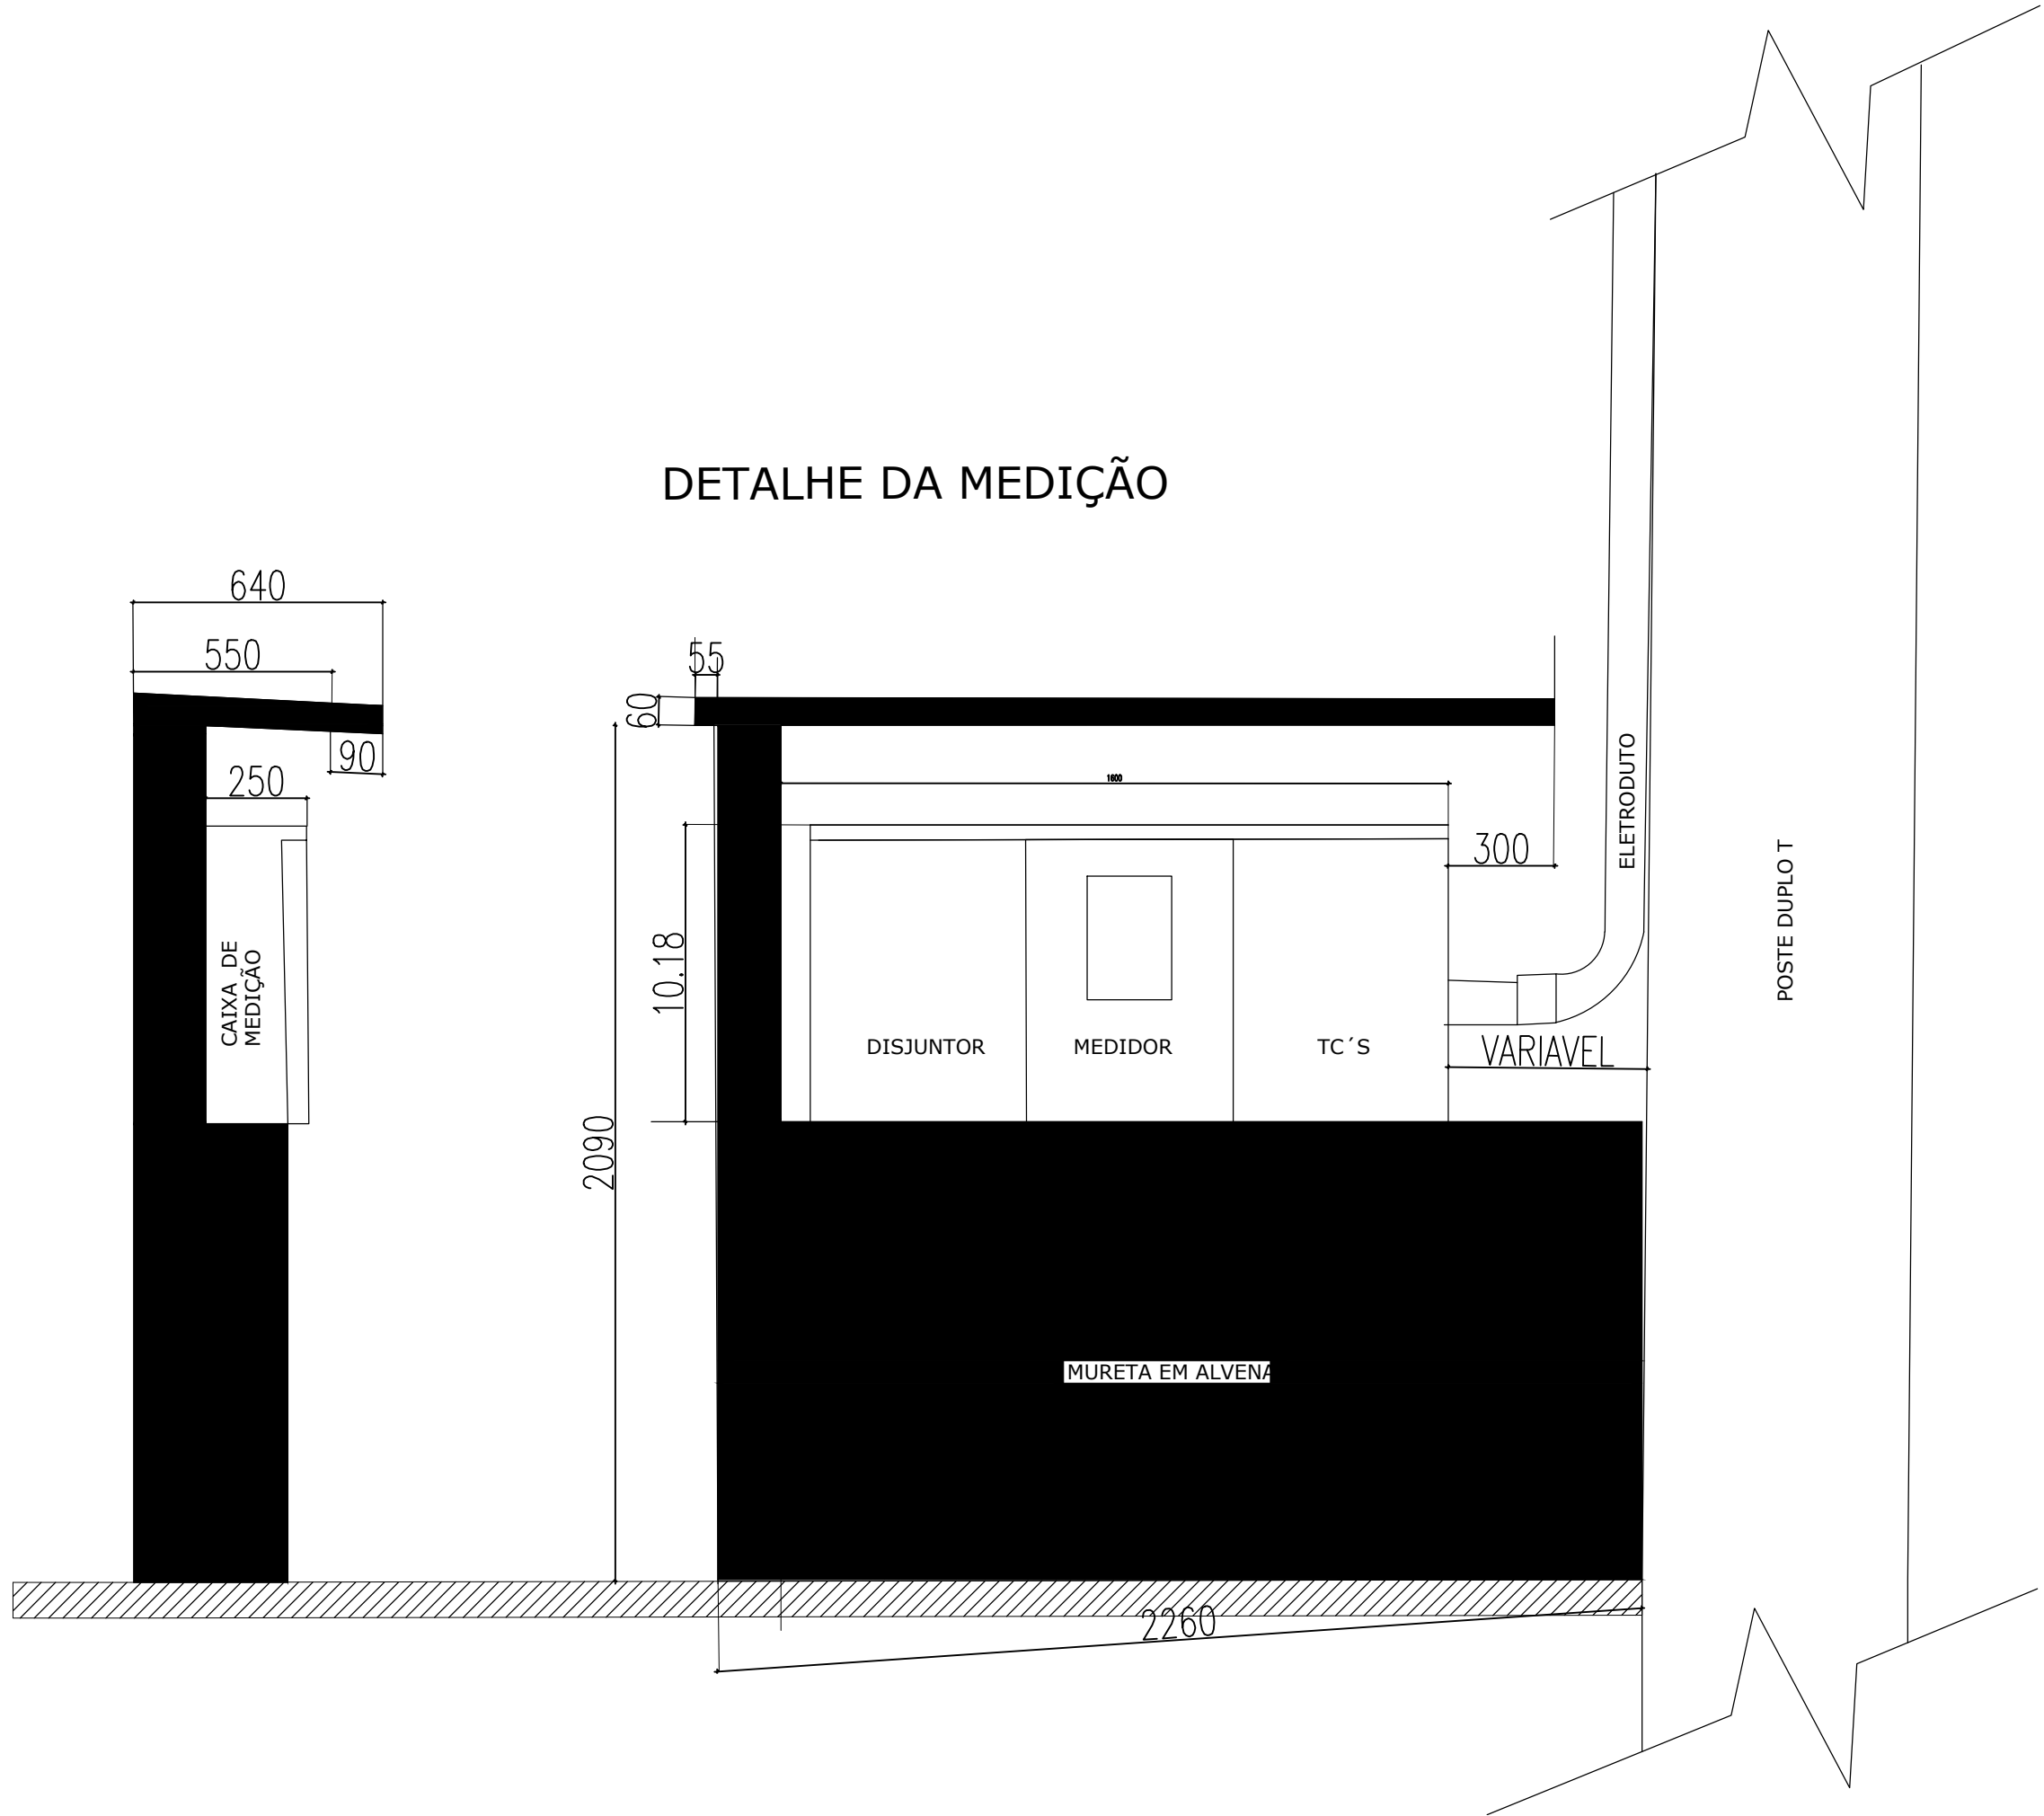 DETALHE DA MEDIÇÃO
640
550
55
60
90
250
1600
300
ELETRODUTO
POSTE DUPLO T
10.18
CAIXA DE
MEDIÇÃO
DISJUNTOR
MEDIDOR
TC´S
VARIAVEL
2090
MURETA EM ALVENA
2260